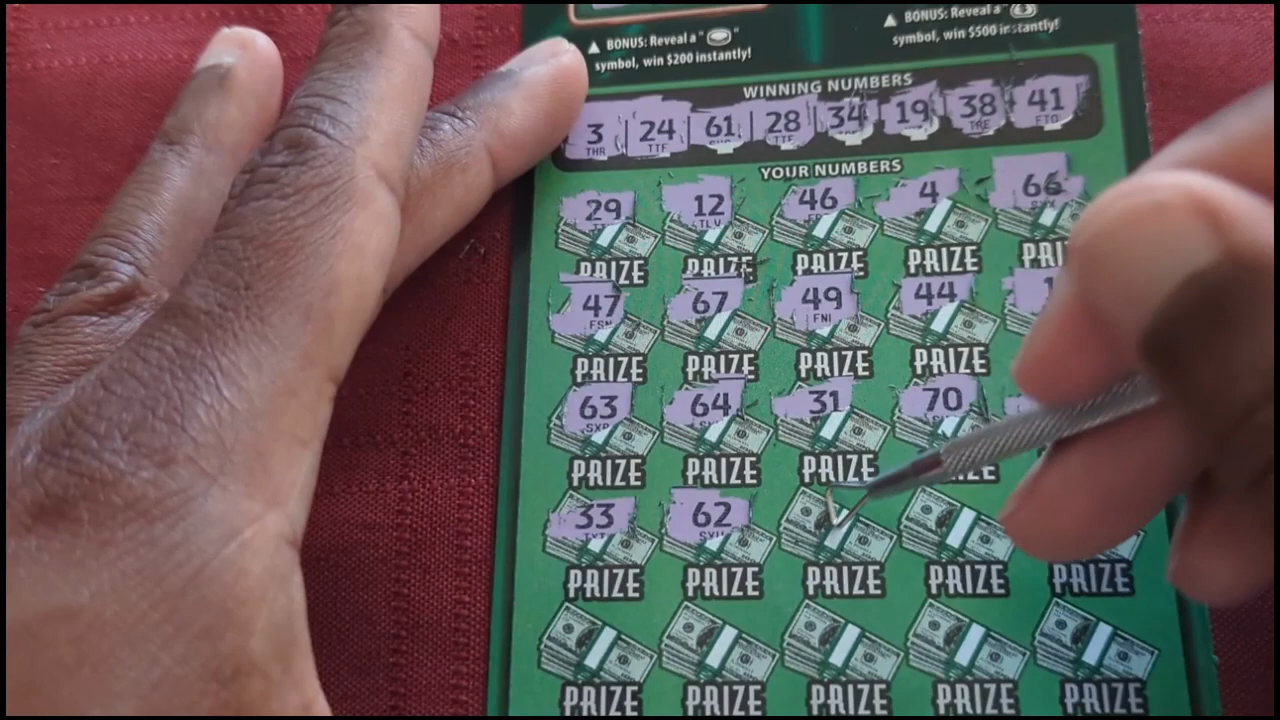 BONUS: Reveal a " "
symbol, win $200 instantly!
BONUS: Reveal a " "
symbol, win $500 instantly!
WINNING NUMBERS
3 24 61 28 34 19 38 41
THR TTF TTE TRE FTO
YOUR NUMBERS
29 12 46 4 66
TLV
PRIZE PRIZE PRIZE PRIZE
47 67 49 44
FSN FNI
PRIZE PRIZE PRIZE PRIZE
63 64 31 70
PRIZE PRIZE PRIZE
33 62
PRIZE PRIZE PRIZE PRIZE PRIZE
PRIZE PRIZE PRIZE PRIZE PRIZE